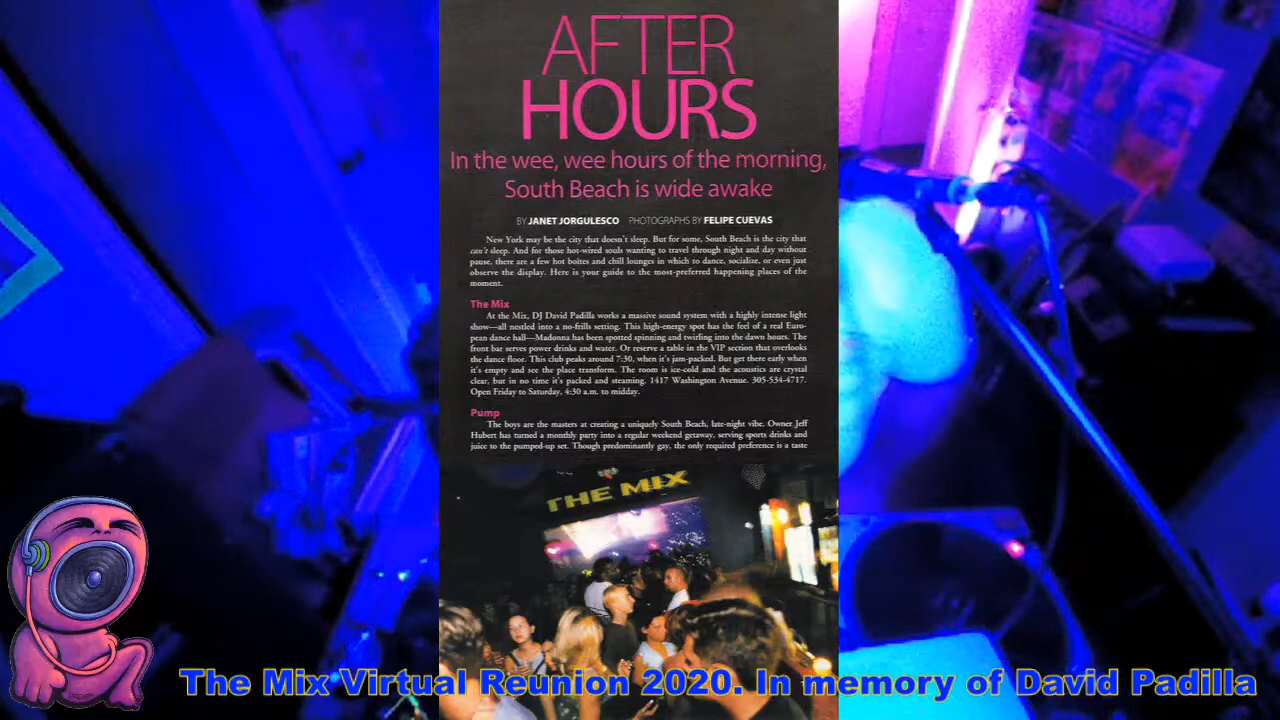 AFTER
HOURS
In the wee, wee hours of the morning,
South Beach is wide awake
BY JANET JORGULESCO PHOTOGRAPHS BY FELIPE CUEVAS
New York may be the city that doesn't sleep. But for some, South Beach is the city that
can't sleep. And for those hot-wired souls wanting to travel through night and day without
pause, there are a few hot boîtes and chill lounges in which to dance, socialize, or even just
observe the display. Here is your guide to the most-preferred happening places of the
moment.
The Mix
At the Mix, DJ David Padilla works a massive sound system with a highly intense light
show—all nestled into a no-frills setting. This high-energy spot has the feel of a real Euro-
pean dance hall—Madonna has been spotted spinning and twirling into the dawn hours. The
front bar serves power drinks and water. Or reserve a table in the VIP section that overlooks
the dance floor. This club peaks around 7:30, when it's jam-packed. But get there early when
it's empty and see the place transform. The room is ice-cold and the acoustics are crystal
clear, but in no time it's packed and steaming. 1417 Washington Avenue. 305-534-4717.
Open Friday to Saturday, 4:30 a.m. to midday.
Pump
The boys are the masters at creating a uniquely South Beach, late-night vibe. Owner Jeff
Hubert has turned a monthly party into a regular weekend getaway, serving sports drinks and
juice to the pumped-up set. Though predominantly gay, the only required preference is a taste
THE MIX
The Mix Virtual Reunion 2020. In memory of David Padilla